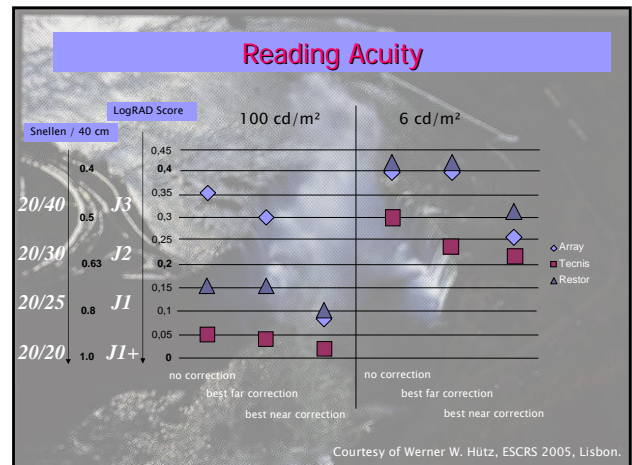 Reading Acuity
LogRAD Score
Snellen / 40 cm
100 cd/m²
6 cd/m²
0,45
0.4
0,4
0,35
20/40
0.5
J3
0,3
0,25
20/30
0.63
J2
0,2
0,15
20/25
0.8
J1
0,1
0,05
20/20
1.0
J1+
0
Array
Tecnis
Restor
no correction
best far correction
best near correction
no correction
best far correction
best near correction
Courtesy of Werner W. Hütz, ESCRS 2005, Lisbon.